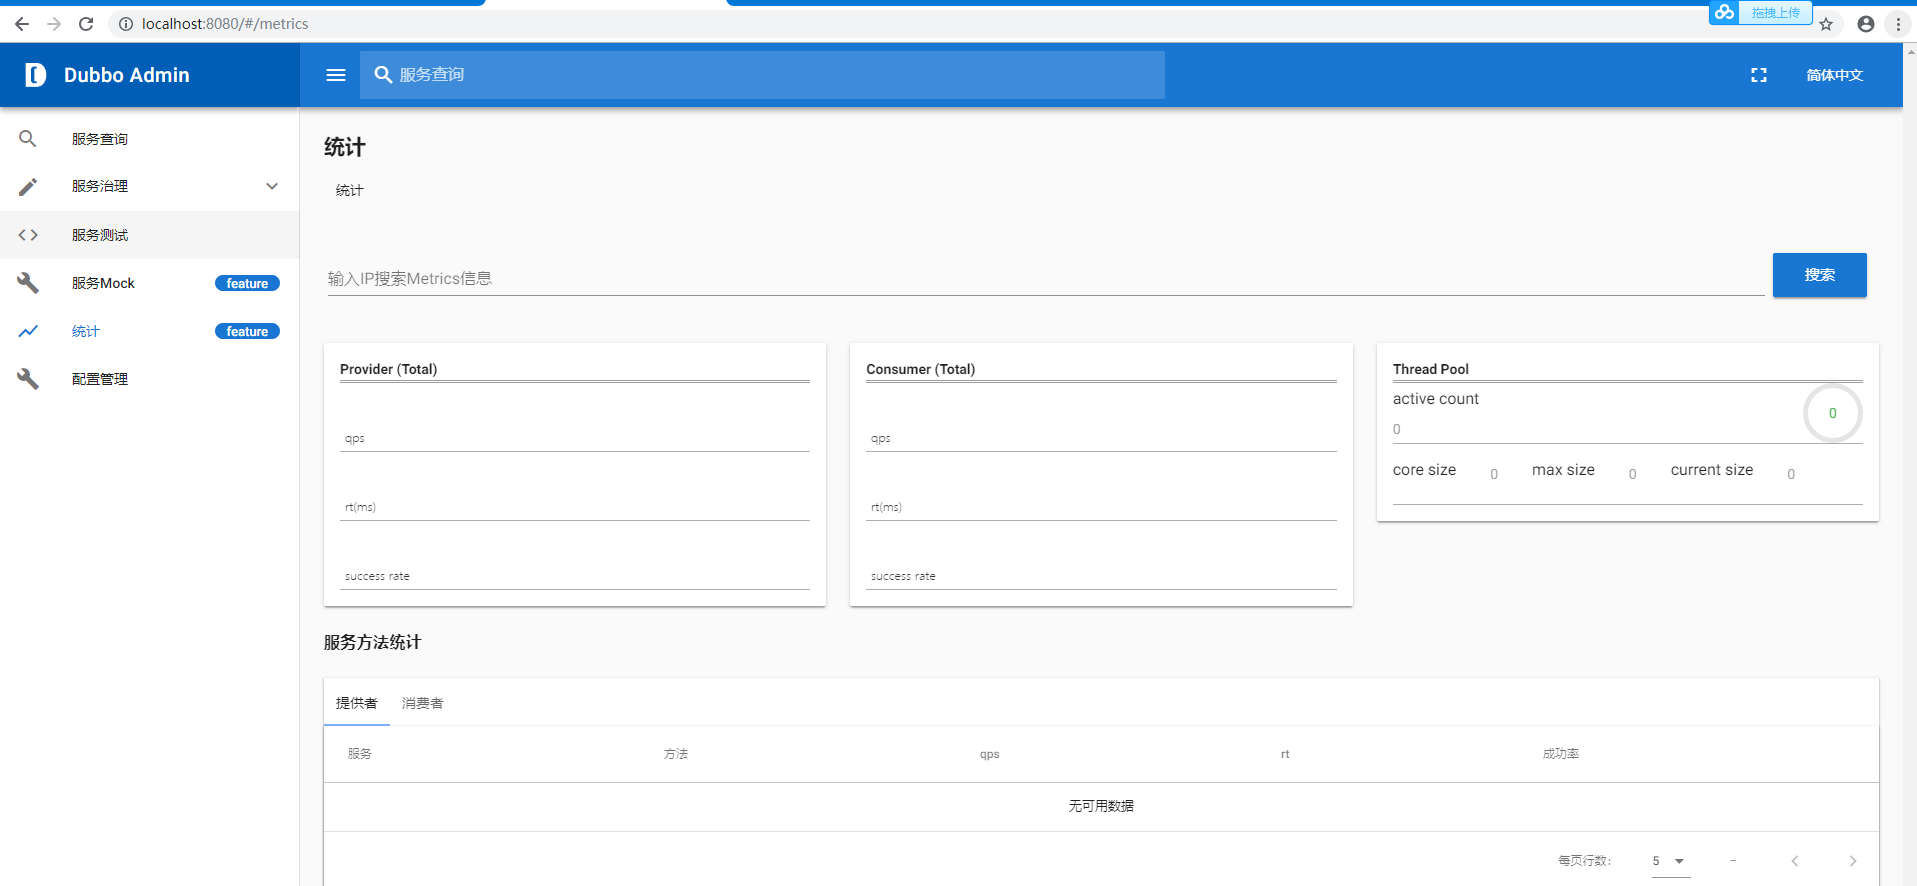 localhost:8080/#/metrics
拖拽上传
Dubbo Admin
服务查询
简体中文
服务查询
服务治理
服务测试
服务Mock feature
统计 feature
配置管理
统计
统计
输入IP搜索Metrics信息
搜索
Provider (Total)
qps
rt(ms)
success rate
Consumer (Total)
qps
rt(ms)
success rate
Thread Pool
active count
0
0
core size 0 max size 0 current size 0
服务方法统计
提供者 消费者
服务 方法 qps rt 成功率
无可用数据
每页行数: 5 –